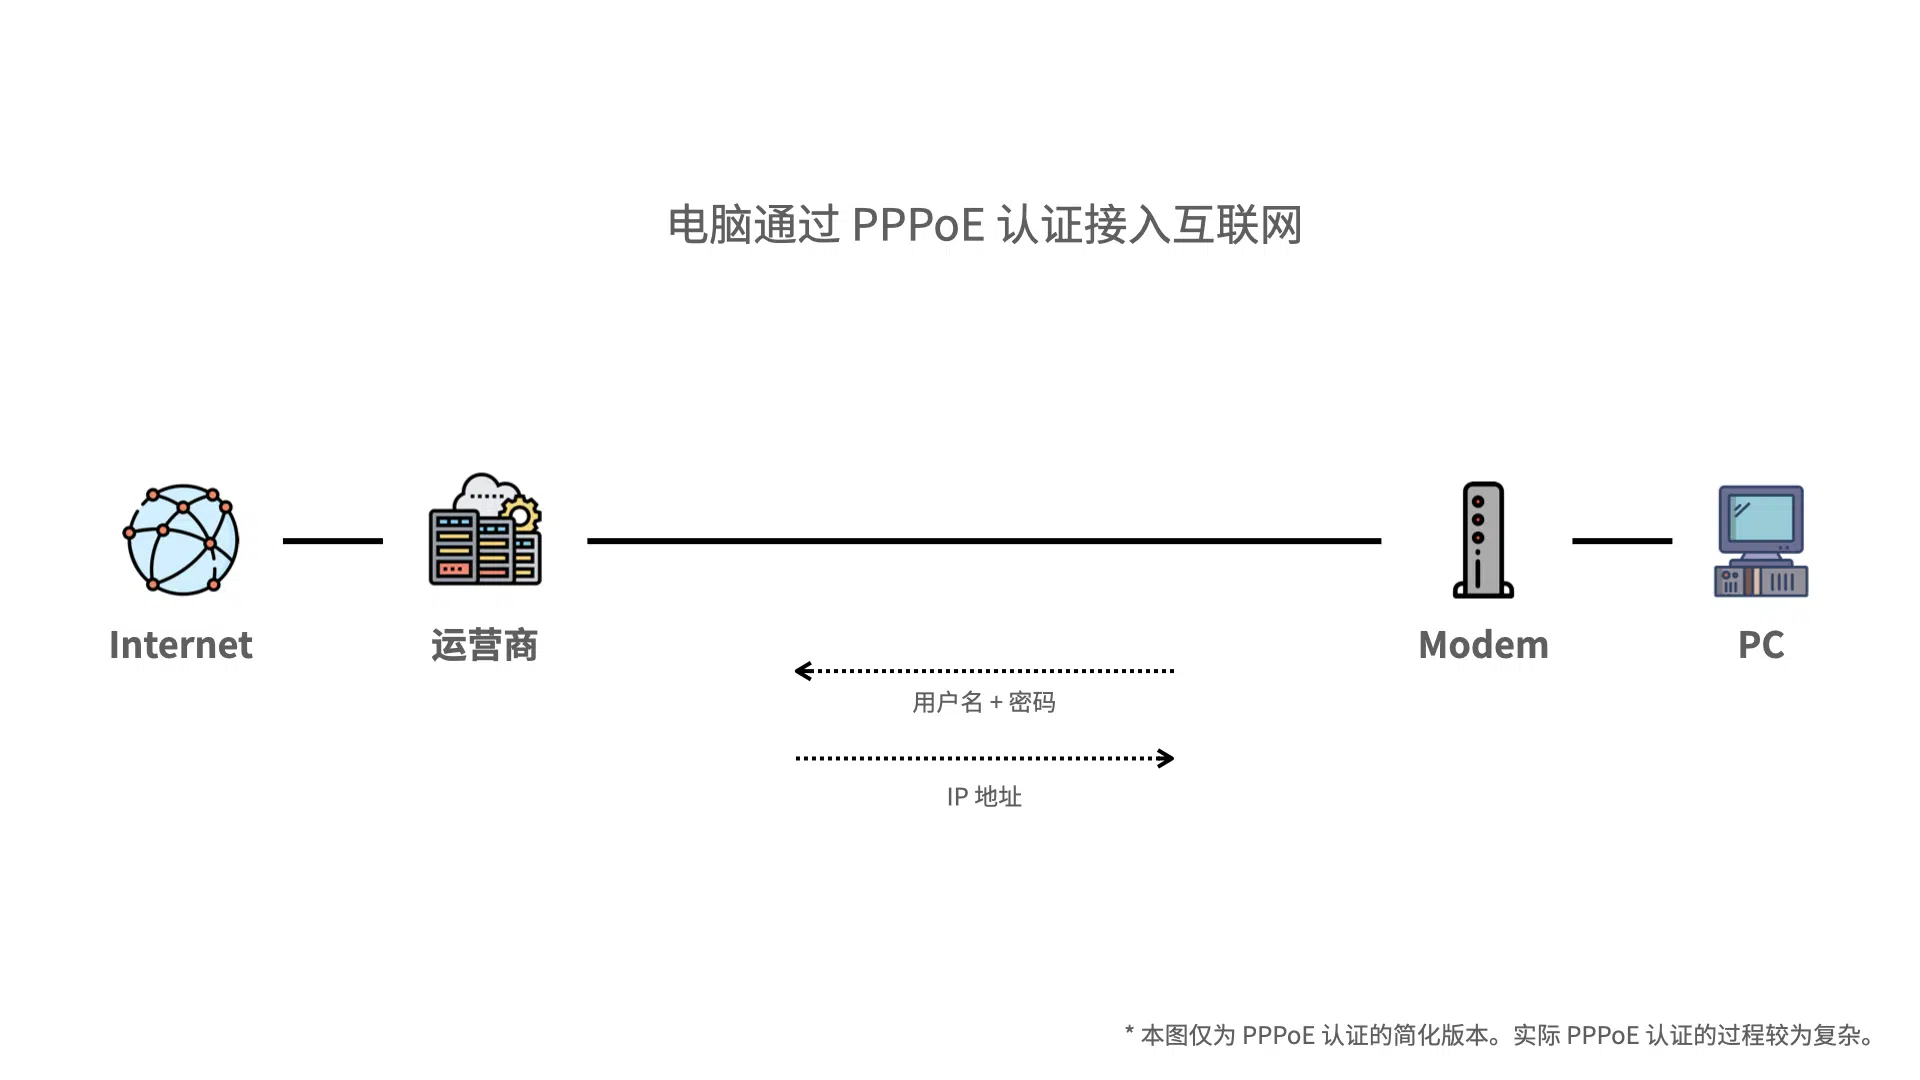 电脑通过 PPPoE 认证接入互联网
Internet
运营商
Modem
PC
用户名 + 密码
IP 地址
* 本图仅为 PPPoE 认证的简化版本。实际 PPPoE 认证的过程较为复杂。